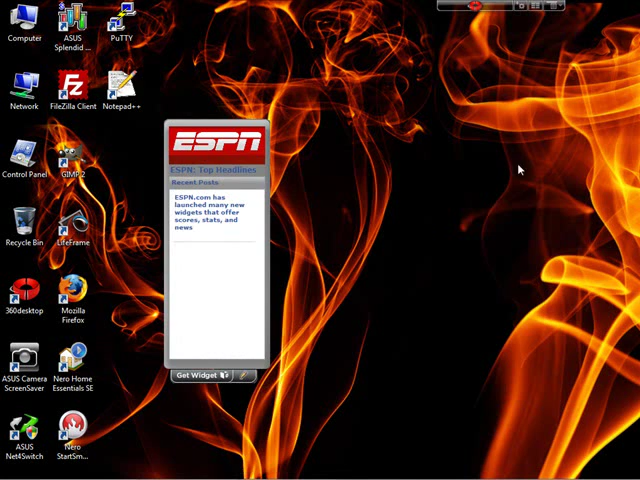 Computer
ASUS
Splendid ...
PuTTY
Network
FileZilla Client
Notepad++
Control Panel
GIMP 2
Recycle Bin
LifeFrame
360desktop
Mozilla
Firefox
ASUS Camera
ScreenSaver
Nero Home
Essentials SE
ASUS
Net4Switch
Nero
StartSm...
ESPN
ESPN: Top Headlines
Recent Posts
ESPN.com has
launched many new
widgets that offer
scores, stats, and
news
Get Widget